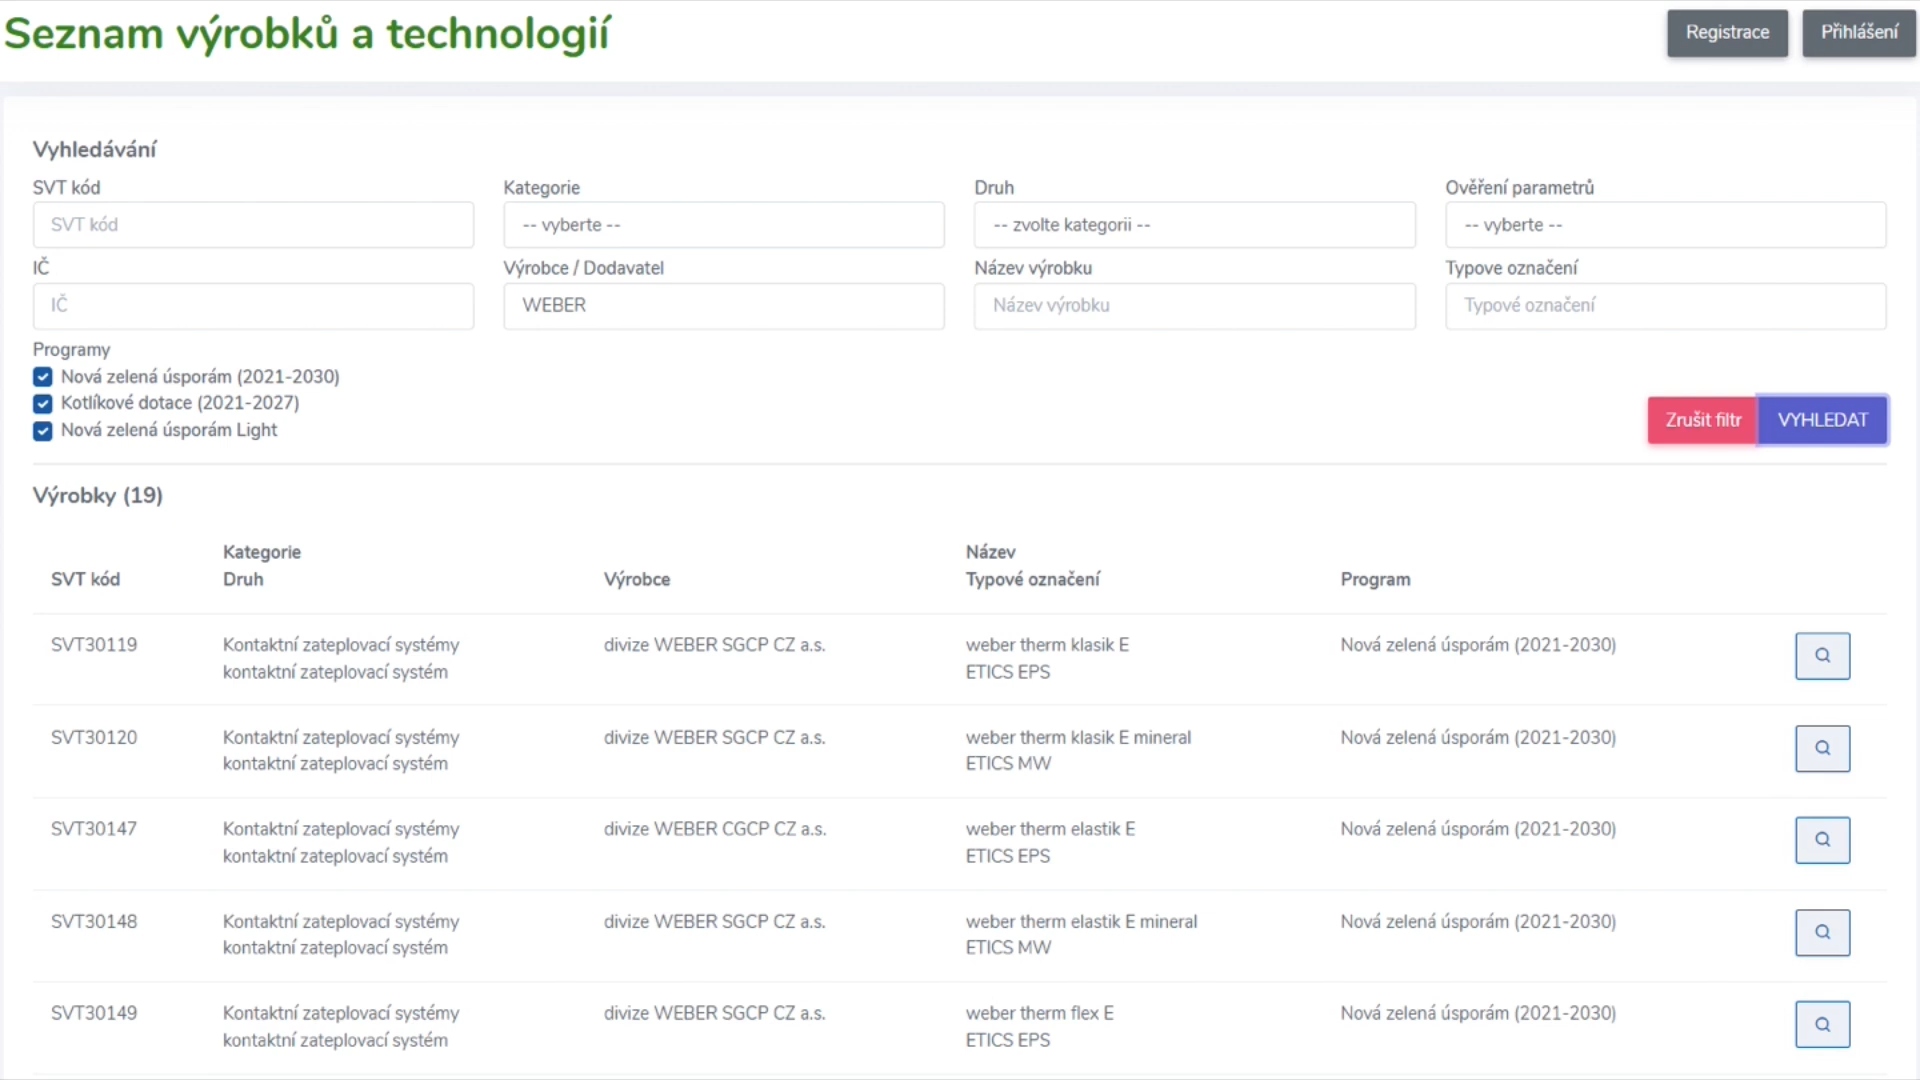 Seznam výrobků a technologií
Registrace
Přihlášení
Vyhledávání
SVT kód
Kategorie
Druh
Ověření parametrů
SVT kód
-- vyberte --
-- zvolte kategorii --
-- vyberte --
IČ
Výrobce / Dodavatel
Název výrobku
Typove označení
IČ
WEBER
Název výrobku
Typové označení
Programy
Nová zelená úsporám (2021-2030)
Kotlíkové dotace (2021-2027)
Nová zelená úsporám Light
Zrušit filtr
VYHLEDAT
Výrobky (19)
SVT kód
Kategorie
Druh
Výrobce
Název
Typové označení
Program
SVT30119
Kontaktní zateplovací systémy
kontaktní zateplovací systém
divize WEBER SGCP CZ a.s.
weber therm klasik E
ETICS EPS
Nová zelená úsporám (2021-2030)
SVT30120
Kontaktní zateplovací systémy
kontaktní zateplovací systém
divize WEBER SGCP CZ a.s.
weber therm klasik E mineral
ETICS MW
Nová zelená úsporám (2021-2030)
SVT30147
Kontaktní zateplovací systémy
kontaktní zateplovací systém
divize WEBER CGCP CZ a.s.
weber therm elastik E
ETICS EPS
Nová zelená úsporám (2021-2030)
SVT30148
Kontaktní zateplovací systémy
kontaktní zateplovací systém
divize WEBER SGCP CZ a.s.
weber therm elastik E mineral
ETICS MW
Nová zelená úsporám (2021-2030)
SVT30149
Kontaktní zateplovací systémy
kontaktní zateplovací systém
divize WEBER SGCP CZ a.s.
weber therm flex E
ETICS EPS
Nová zelená úsporám (2021-2030)